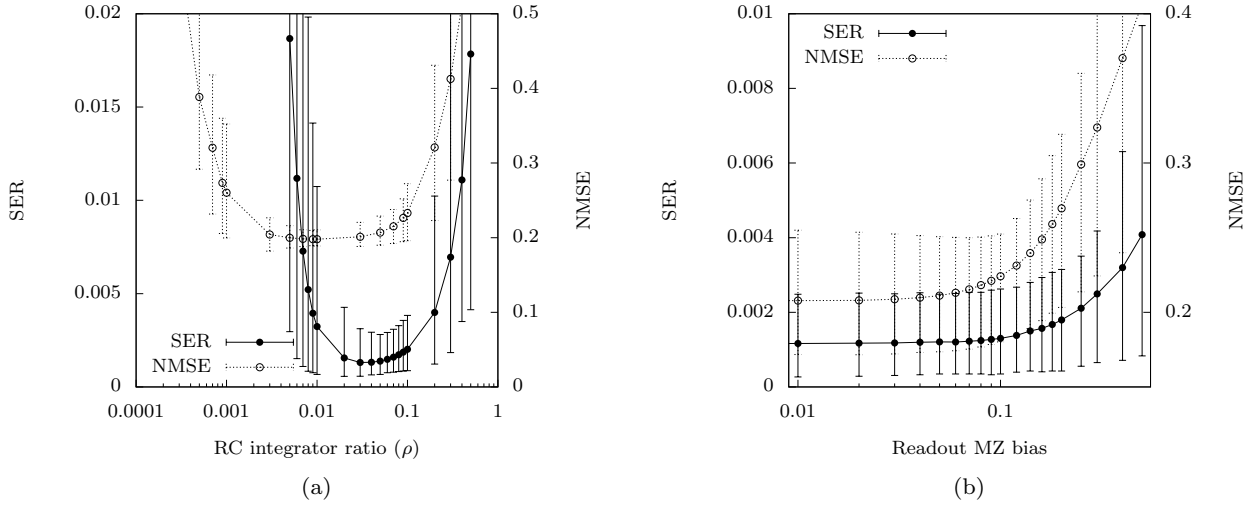 0.02
0.015
0.01
0.005
0
SER
0.5
0.4
0.3
0.2
0.1
0
NMSE
SER
NMSE
0.0001
0.001
0.01
0.1
1
RC integrator ratio (ρ)
(a)
0.01
0.008
0.006
0.004
0.002
0
SER
0.4
0.3
0.2
NMSE
SER
NMSE
0.01
0.1
Readout MZ bias
(b)